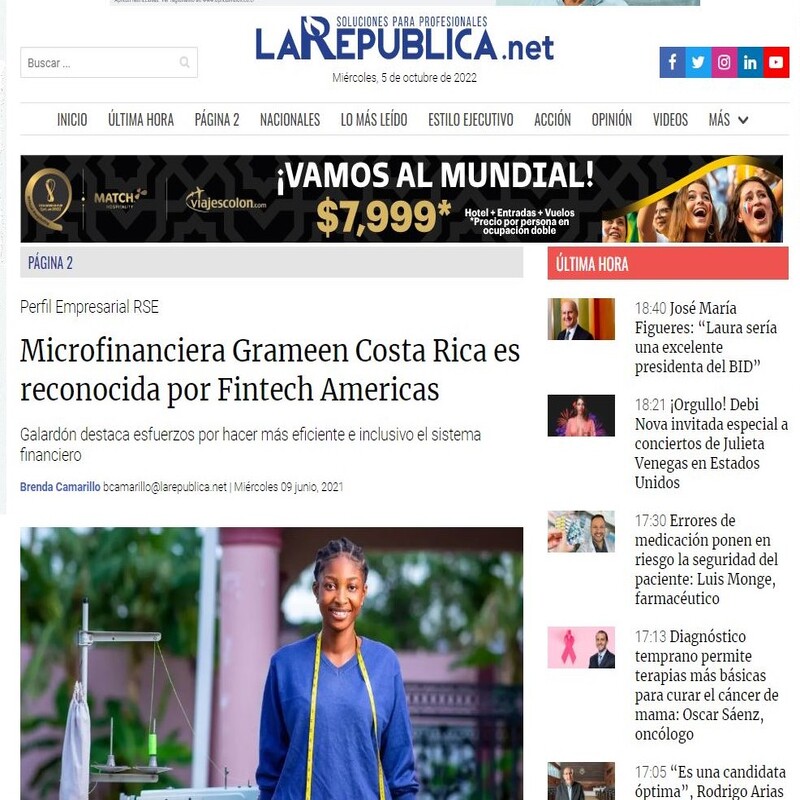 SOLUCIONES PARA PROFESIONALES
LAREPUBLICA.net
Buscar ...
Miércoles, 5 de octubre de 2022
INICIO ÚLTIMA HORA PÁGINA 2 NACIONALES LO MÁS LEÍDO ESTILO EJECUTIVO ACCIÓN OPINIÓN VIDEOS MÁS
¡VAMOS AL MUNDIAL!
MATCH
HOSPITALITY
viajescolon.com
$7,999*
Hotel + Entradas + Vuelos
*Precio por persona en
ocupación doble
PÁGINA 2
Perfil Empresarial RSE
Microfinanciera Grameen Costa Rica es
reconocida por Fintech Americas
Galardón destaca esfuerzos por hacer más eficiente e inclusivo el sistema
financiero
Brenda Camarillo bcamarillo@larepublica.net | Miércoles 09 junio, 2021
ÚLTIMA HORA
18:40 José María
Figueres: “Laura sería
una excelente
presidenta del BID”
18:21 ¡Orgullo! Debi
Nova invitada especial a
conciertos de Julieta
Venegas en Estados
Unidos
17:30 Errores de
medicación ponen en
riesgo la seguridad del
paciente: Luis Monge,
farmacéutico
17:13 Diagnóstico
temprano permite
terapias más básicas
para curar el cáncer de
mama: Oscar Sáenz,
oncólogo
17:05 “Es una candidata
óptima”, Rodrigo Arias